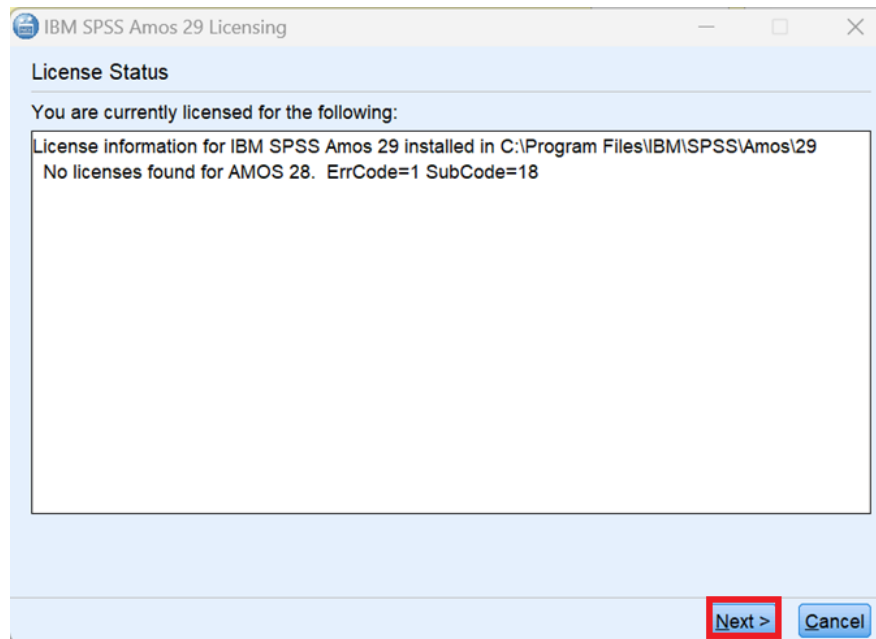 IBM SPSS Amos 29 Licensing
License Status
You are currently licensed for the following:
License information for IBM SPSS Amos 29 installed in C:\Program Files\IBM\SPSS\Amos\29
No licenses found for AMOS 28.  ErrCode=1 SubCode=18
Next >
Cancel